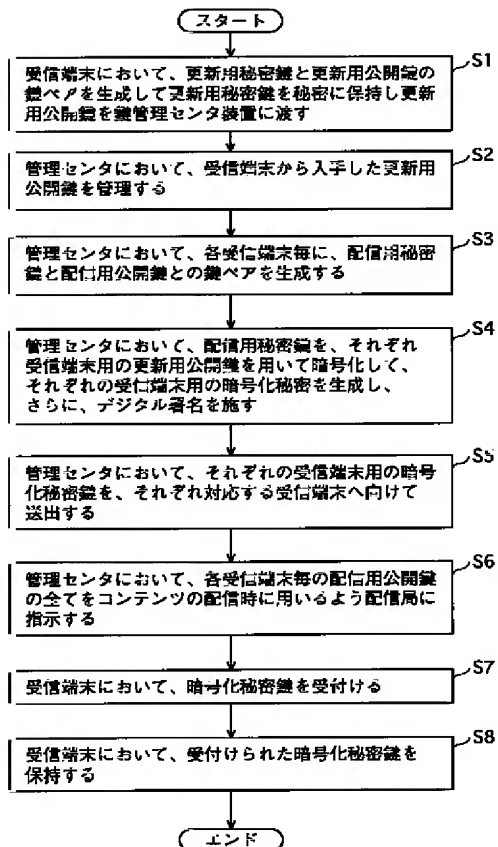 スタート
S1
受信端末において、更新用秘密鍵と更新用公開鍵の
鍵ペアを生成して更新用秘密鍵を秘密に保持し更新
用公開鍵を鍵管理センタ装置に渡す
S2
管理センタにおいて、受信端末から入手した更新用
公開鍵を管理する
S3
管理センタにおいて、各受信端末毎に、配信用秘密
鍵と配信用公開鍵との鍵ペアを生成する
S4
管理センタにおいて、配信用秘密鍵を、それぞれ
受信端末用の更新用公開鍵を用いて暗号化して、
それぞれの受信端末用の暗号化秘密を生成し、
さらに、デジタル署名を施す
S5
管理センタにおいて、それぞれの受信端末用の暗号
化秘密鍵を、それぞれ対応する受信端末へ向けて
送出する
S6
管理センタにおいて、各受信端末毎の配信用公開鍵
の全てをコンテンツの配信時に用いるよう配信局に
指示する
S7
受信端末において、暗号化秘密鍵を受付ける
S8
受信端末において、受付けられた暗号化秘密鍵を
保持する
エンド